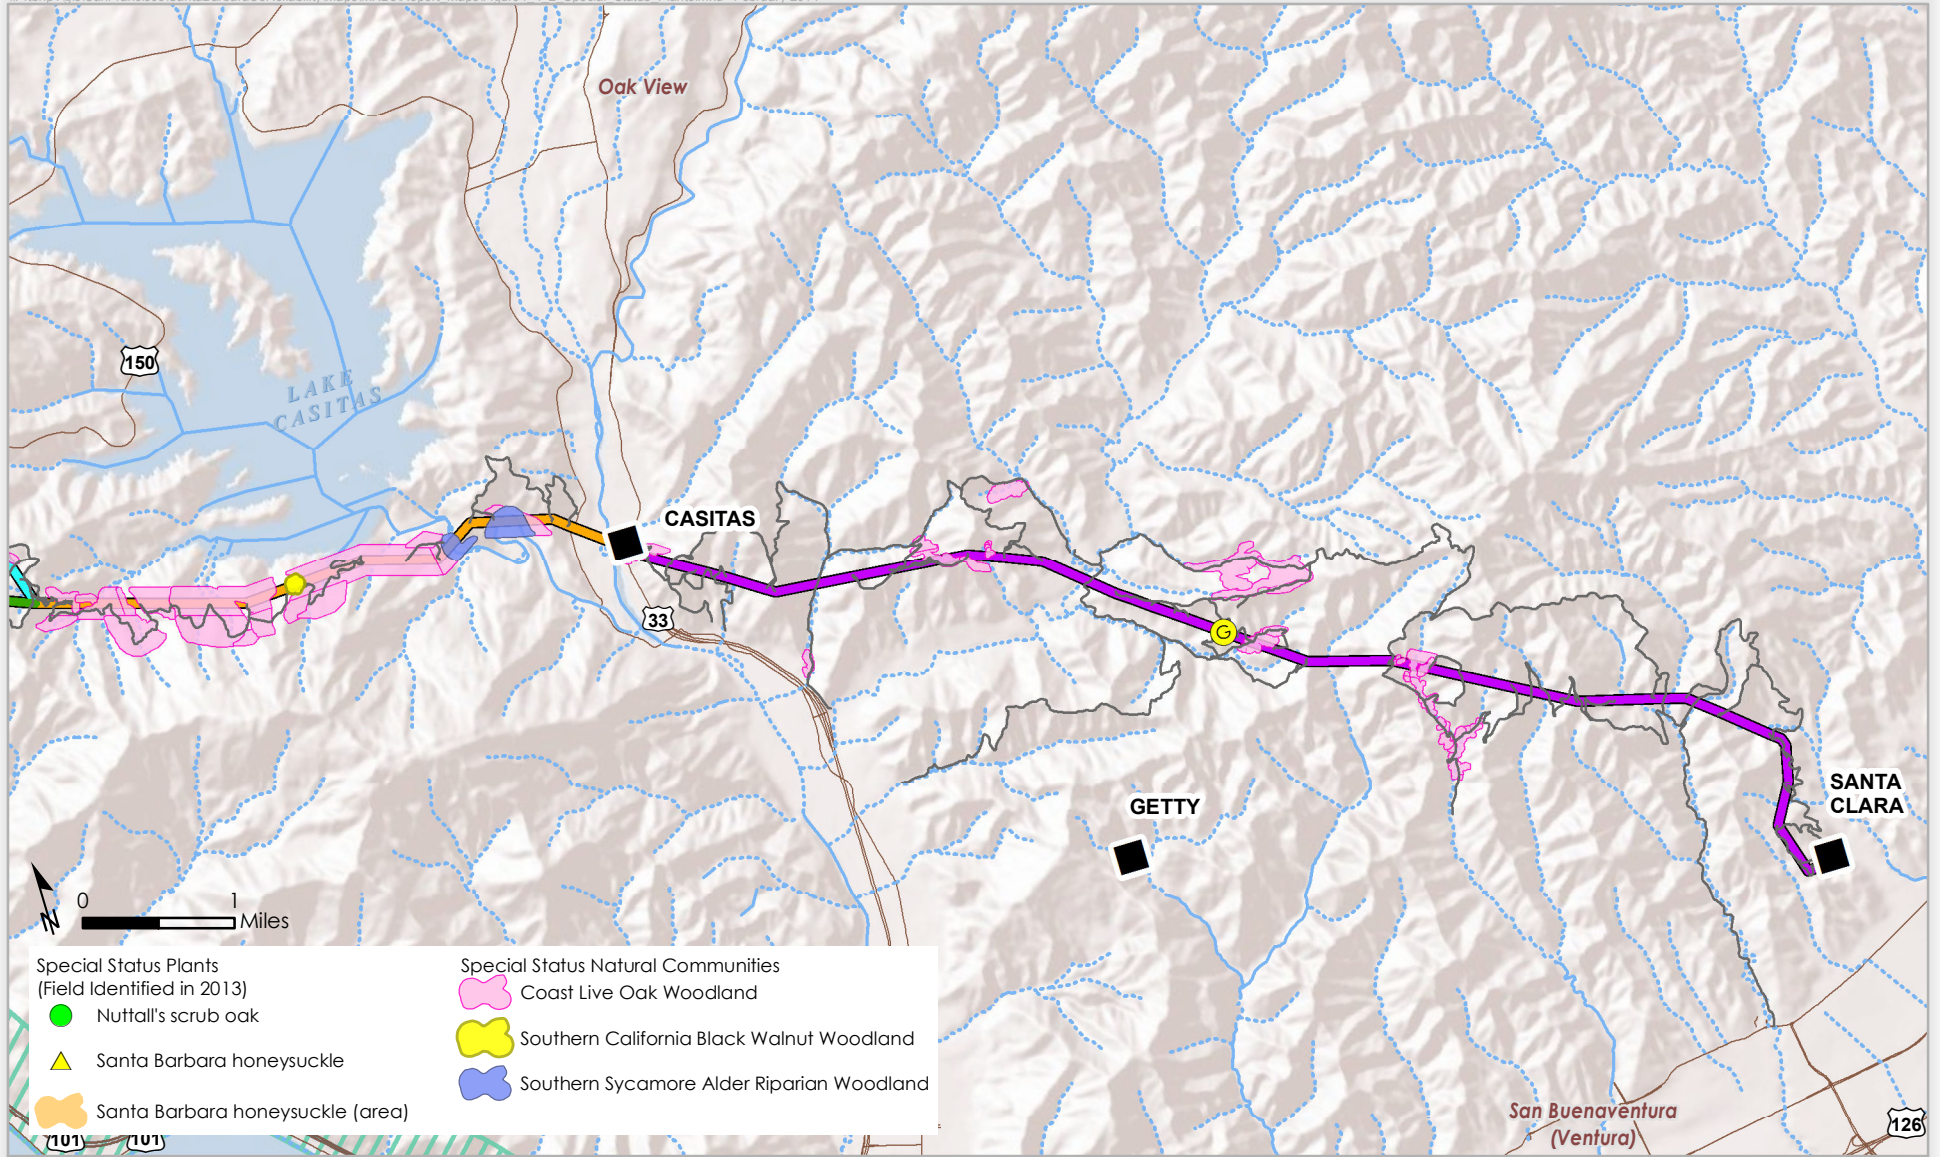 Oak View
150
LAKE
CASITAS
CASITAS
33
G
GETTY
SANTA
CLARA
0 1
Miles
N
Special Status Plants
(Field Identified in 2013)
Nuttall's scrub oak
Santa Barbara honeysuckle
Santa Barbara honeysuckle (area)
Special Status Natural Communities
Coast Live Oak Woodland
Southern California Black Walnut Woodland
Southern Sycamore Alder Riparian Woodland
101
101
San Buenaventura
(Ventura)
126